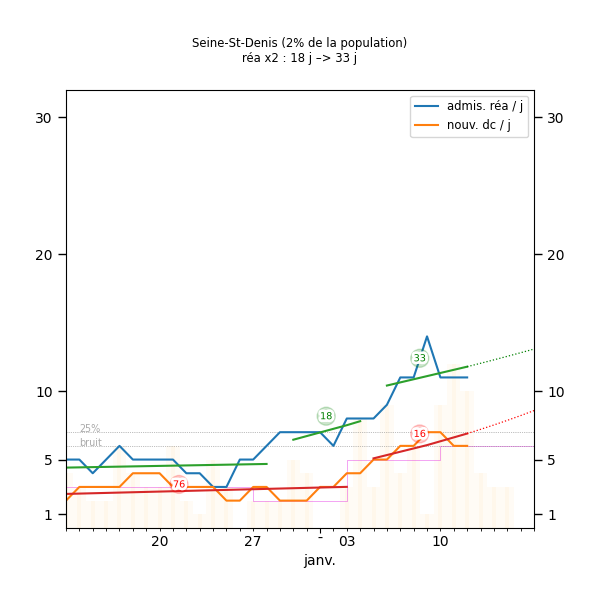 Seine-St-Denis (2% de la population)
réa x2 : 18 j –> 33 j
admis. réa / j
nouv. dc / j
30 30
20 20
33
18
10 10
25%
bruit
16
5 5
76
1 1
20 27 - 03 10
janv.